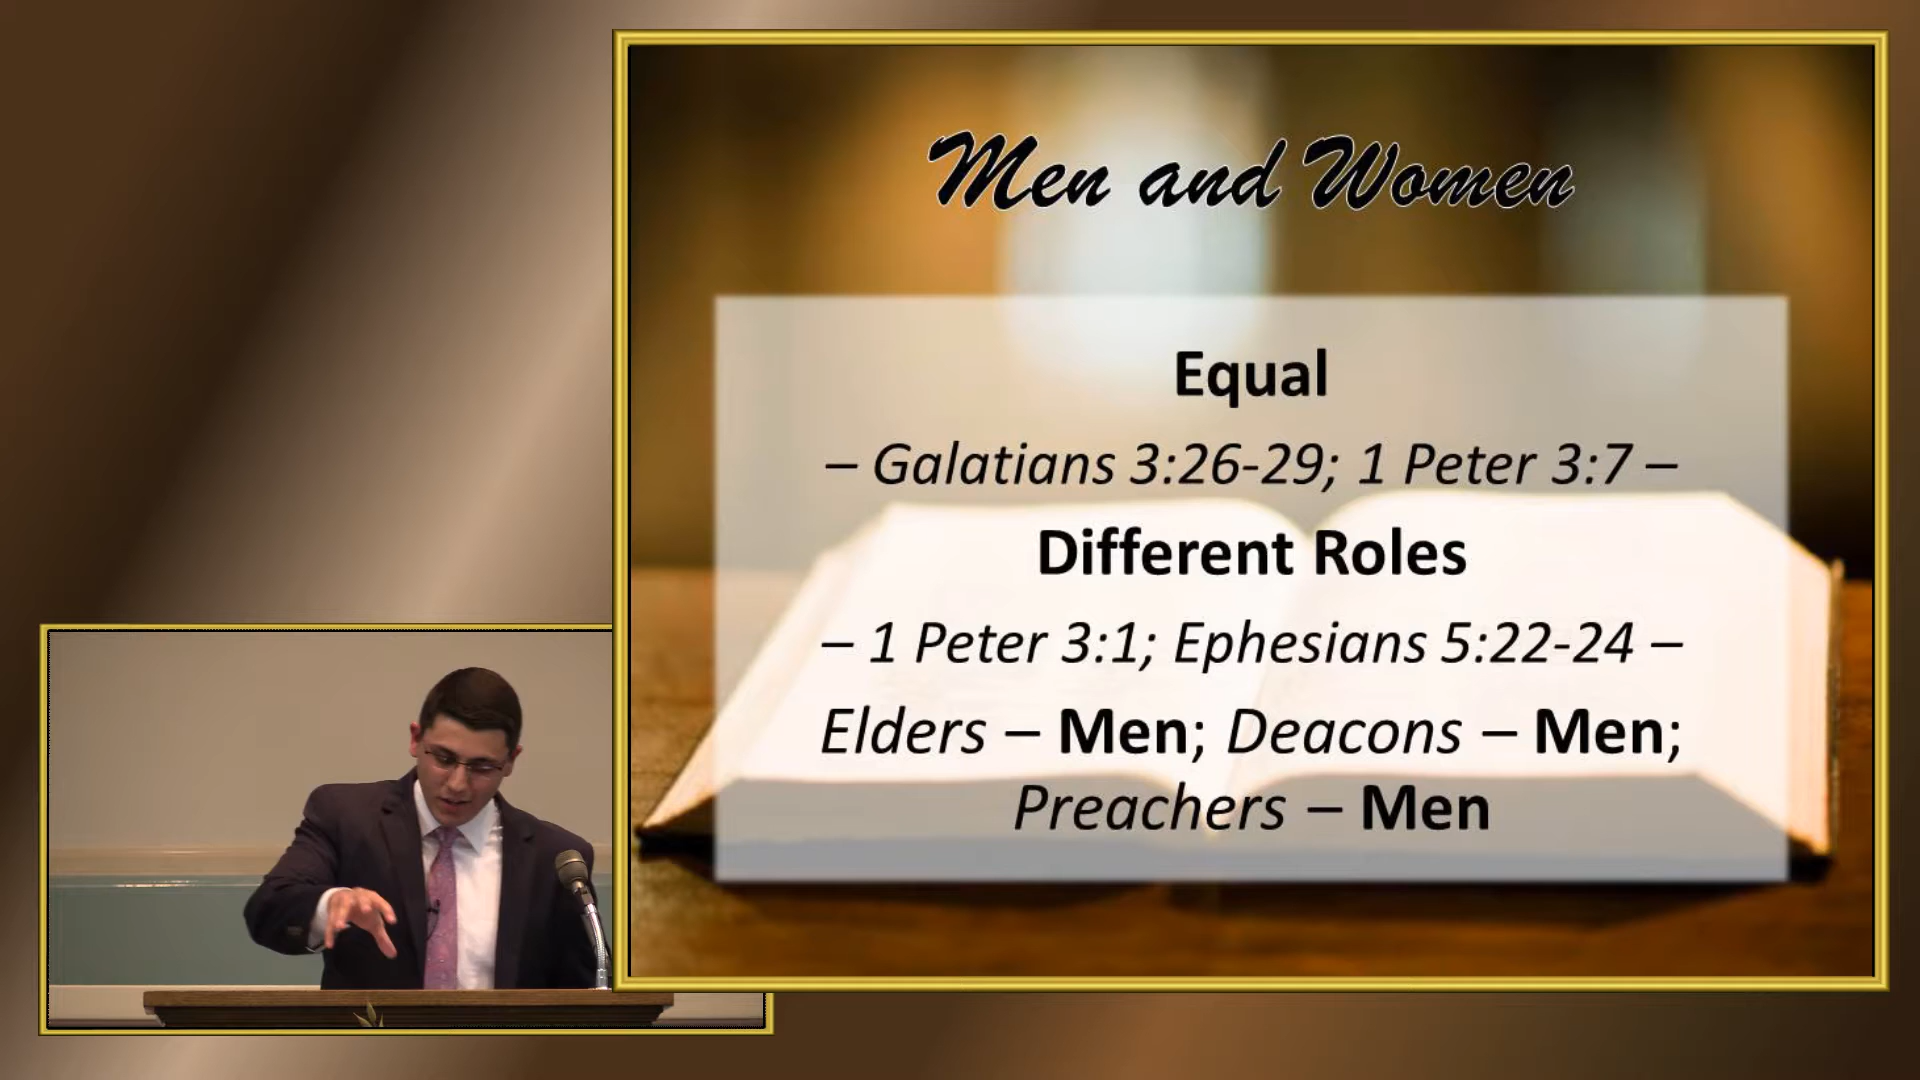 Men and Women
Equal
– Galatians 3:26-29; 1 Peter 3:7 –
Different Roles
– 1 Peter 3:1; Ephesians 5:22-24 –
Elders – Men; Deacons – Men;
Preachers – Men